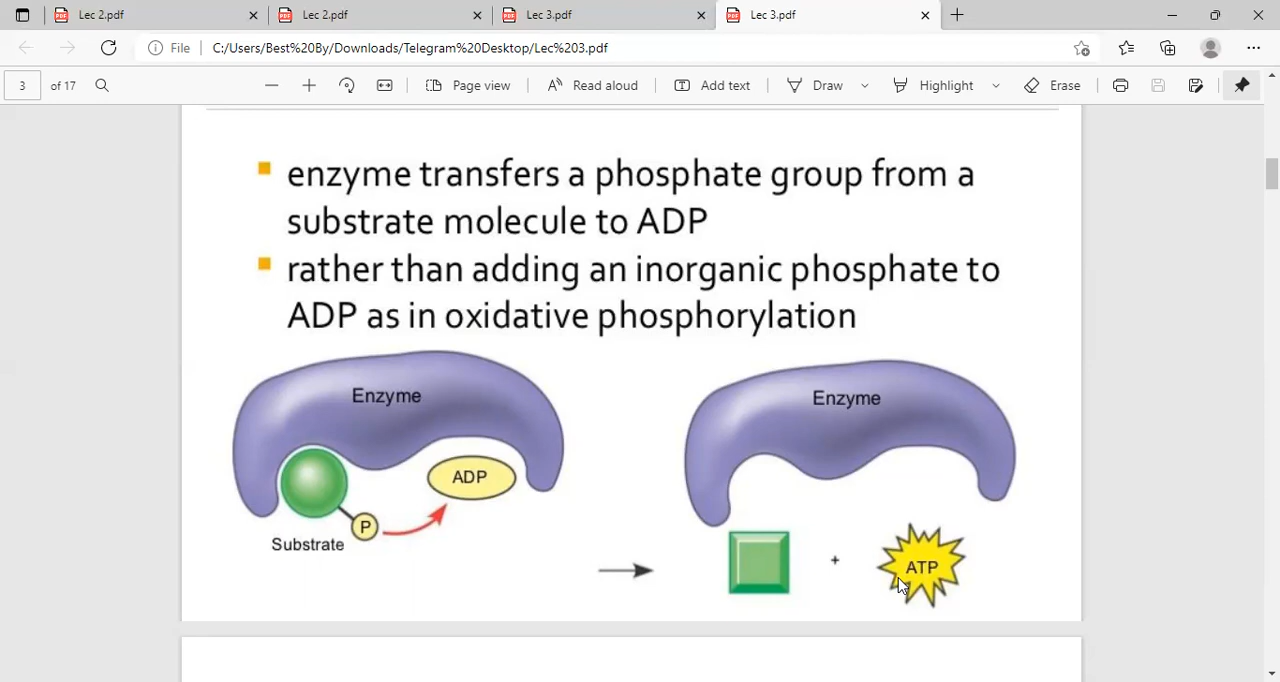 Lec 2.pdf
Lec 2.pdf
Lec 3.pdf
Lec 3.pdf
File
C:/Users/Best%20By/Downloads/Telegram%20Desktop/Lec%203.pdf
3 of 17
Page view
Read aloud
Add text
Draw
Highlight
Erase
enzyme transfers a phosphate group from a
substrate molecule to ADP
rather than adding an inorganic phosphate to
ADP as in oxidative phosphorylation
Enzyme
ADP
P
Substrate
Enzyme
+
ATP